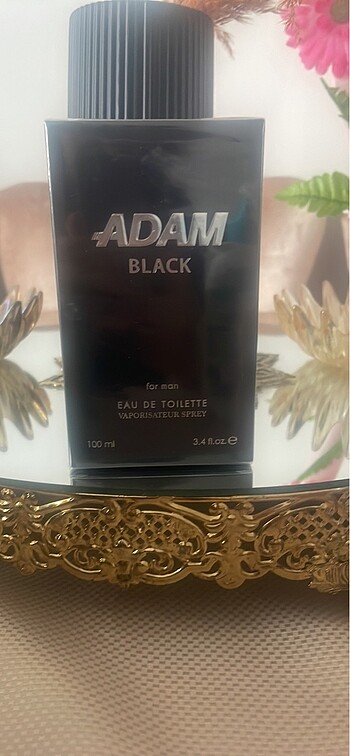 ADAM
BLACK
for man
EAU DE TOILETTE
VAPORISATEUR SPREY
100 ml 3.4 fl.oz.℮